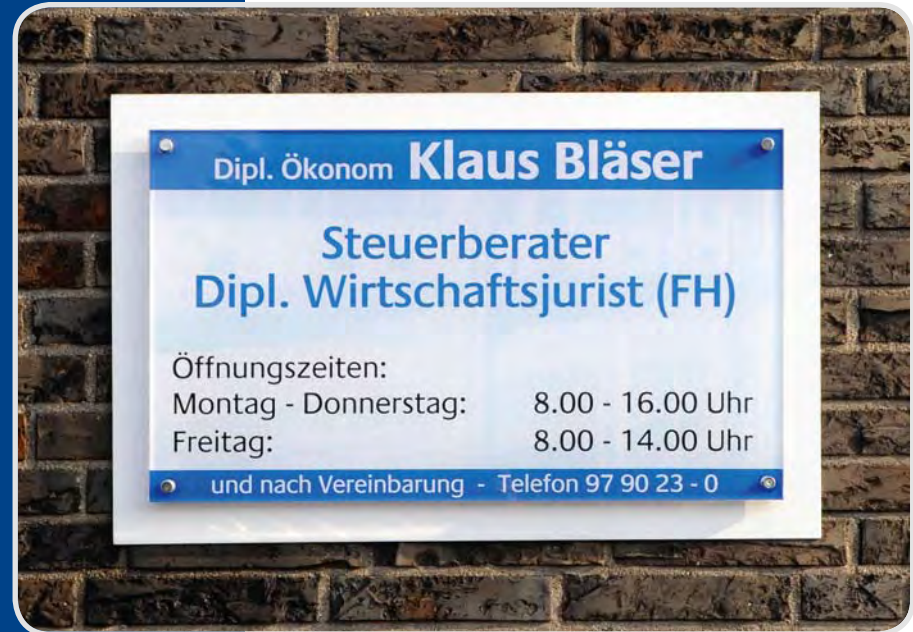 Dipl. Ökonom Klaus Bläser
Steuerberater
Dipl. Wirtschaftsjurist (FH)
Öffnungszeiten:
Montag - Donnerstag: 8.00 - 16.00 Uhr
Freitag: 8.00 - 14.00 Uhr
und nach Vereinbarung - Telefon 97 90 23 - 0